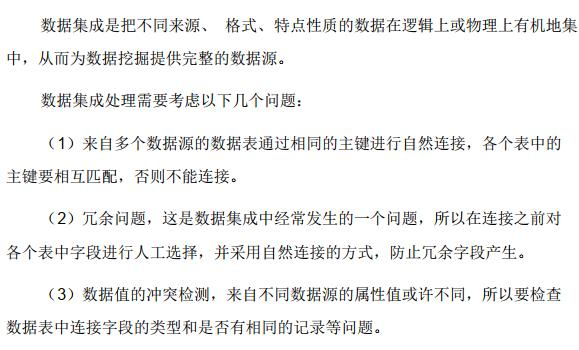 数据集成是把不同来源、 格式、特点性质的数据在逻辑上或物理上有机地集
中，从而为数据挖掘提供完整的数据源。
数据集成处理需要考虑以下几个问题：
（1）来自多个数据源的数据表通过相同的主键进行自然连接，各个表中的
主键要相互匹配，否则不能连接。
（2）冗余问题，这是数据集成中经常发生的一个问题，所以在连接之前对
各个表中字段进行人工选择，并采用自然连接的方式，防止冗余字段产生。
（3）数据值的冲突检测，来自不同数据源的属性值或许不同，所以要检查
数据表中连接字段的类型和是否有相同的记录等问题。